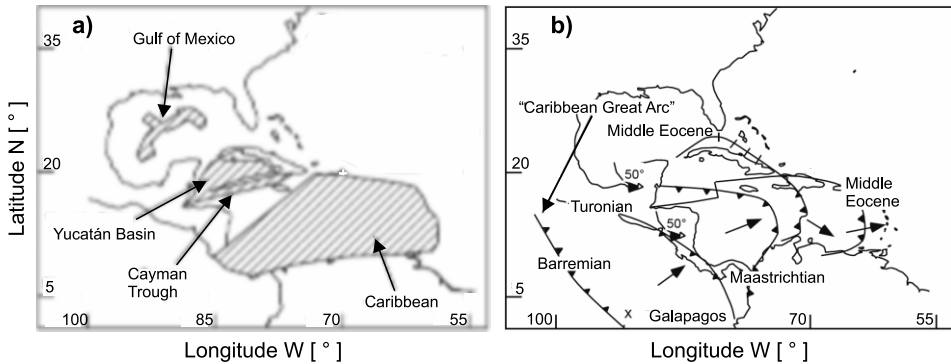 a)
Gulf of Mexico
35
20
5
Latitude N [ ° ]
Yucatán Basin
Cayman
Trough
Caribbean
100
85
70
55
Longitude W [ ° ]
b)
35
"Caribbean Great Arc"
Middle Eocene
20
50°
Middle
Eocene
Turonian
50°
Barremian
Maastrichtian
5
X
Galapagos
100
70
55
Longitude W [ ° ]